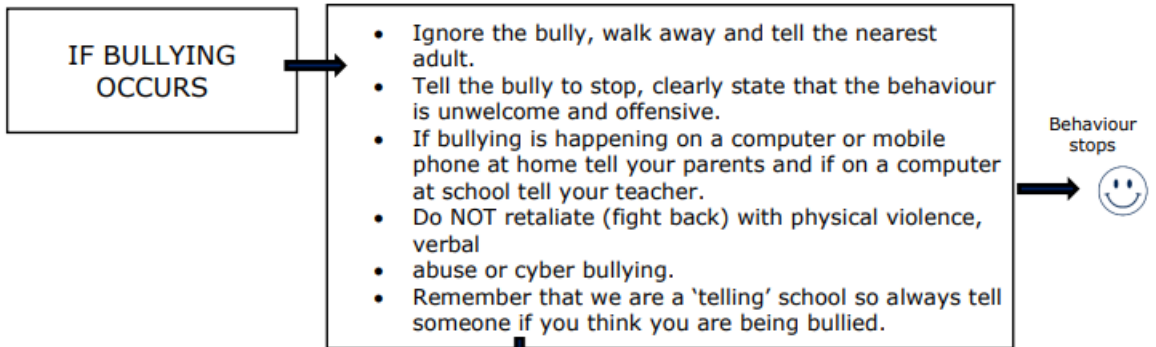 IF BULLYING
OCCURS
• Ignore the bully, walk away and tell the nearest
adult.
• Tell the bully to stop, clearly state that the behaviour
is unwelcome and offensive.
• If bullying is happening on a computer or mobile
phone at home tell your parents and if on a computer
at school tell your teacher.
• Do NOT retaliate (fight back) with physical violence,
verbal
• abuse or cyber bullying.
• Remember that we are a ‘telling’ school so always tell
someone if you think you are being bullied.
Behaviour
stops